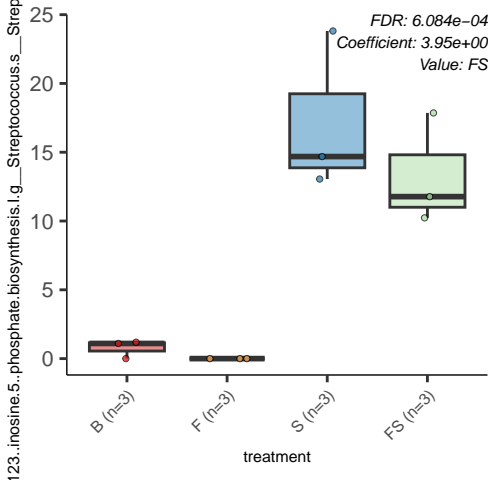 123..inosine.5..phosphate.biosynthesis.I.g__Streptococcus.s__Strep
25
20
15
10
5
0
FDR: 6.084e−04
Coefficient: 3.95e+00
Value: FS
B (n=3)
F (n=3)
S (n=3)
FS (n=3)
treatment